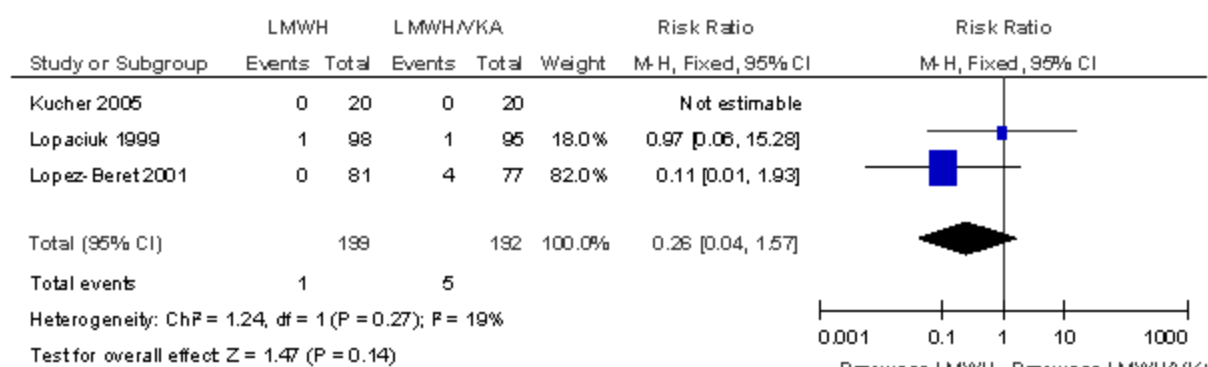 LMWH LMWH/VKA Risk Ratio Risk Ratio
Study or Subgroup Events Total Events Total Weight M-H, Fixed, 95% CI M-H, Fixed, 95% CI
Kucher 2005 0 20 0 20 Not estimable
Lopaciuk 1999 1 98 1 95 18.0% 0.97 [0.06, 15.28]
Lopez-Beret 2001 0 81 4 77 82.0% 0.11 [0.01, 1.93]
Total (95% CI) 199 192 100.0% 0.26 [0.04, 1.57]
Total events 1 5
Heterogeneity: Chi² = 1.24, df = 1 (P = 0.27); I² = 19%
Test for overall effect: Z = 1.47 (P = 0.14)
0.001 0.1 1 10 1000